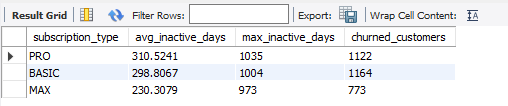 Result Grid Filter Rows: Export: Wrap Cell Content:
subscription_type avg_inactive_days max_inactive_days churned_customers
PRO 310.5241 1035 1122
BASIC 298.8067 1004 1164
MAX 230.3079 973 773